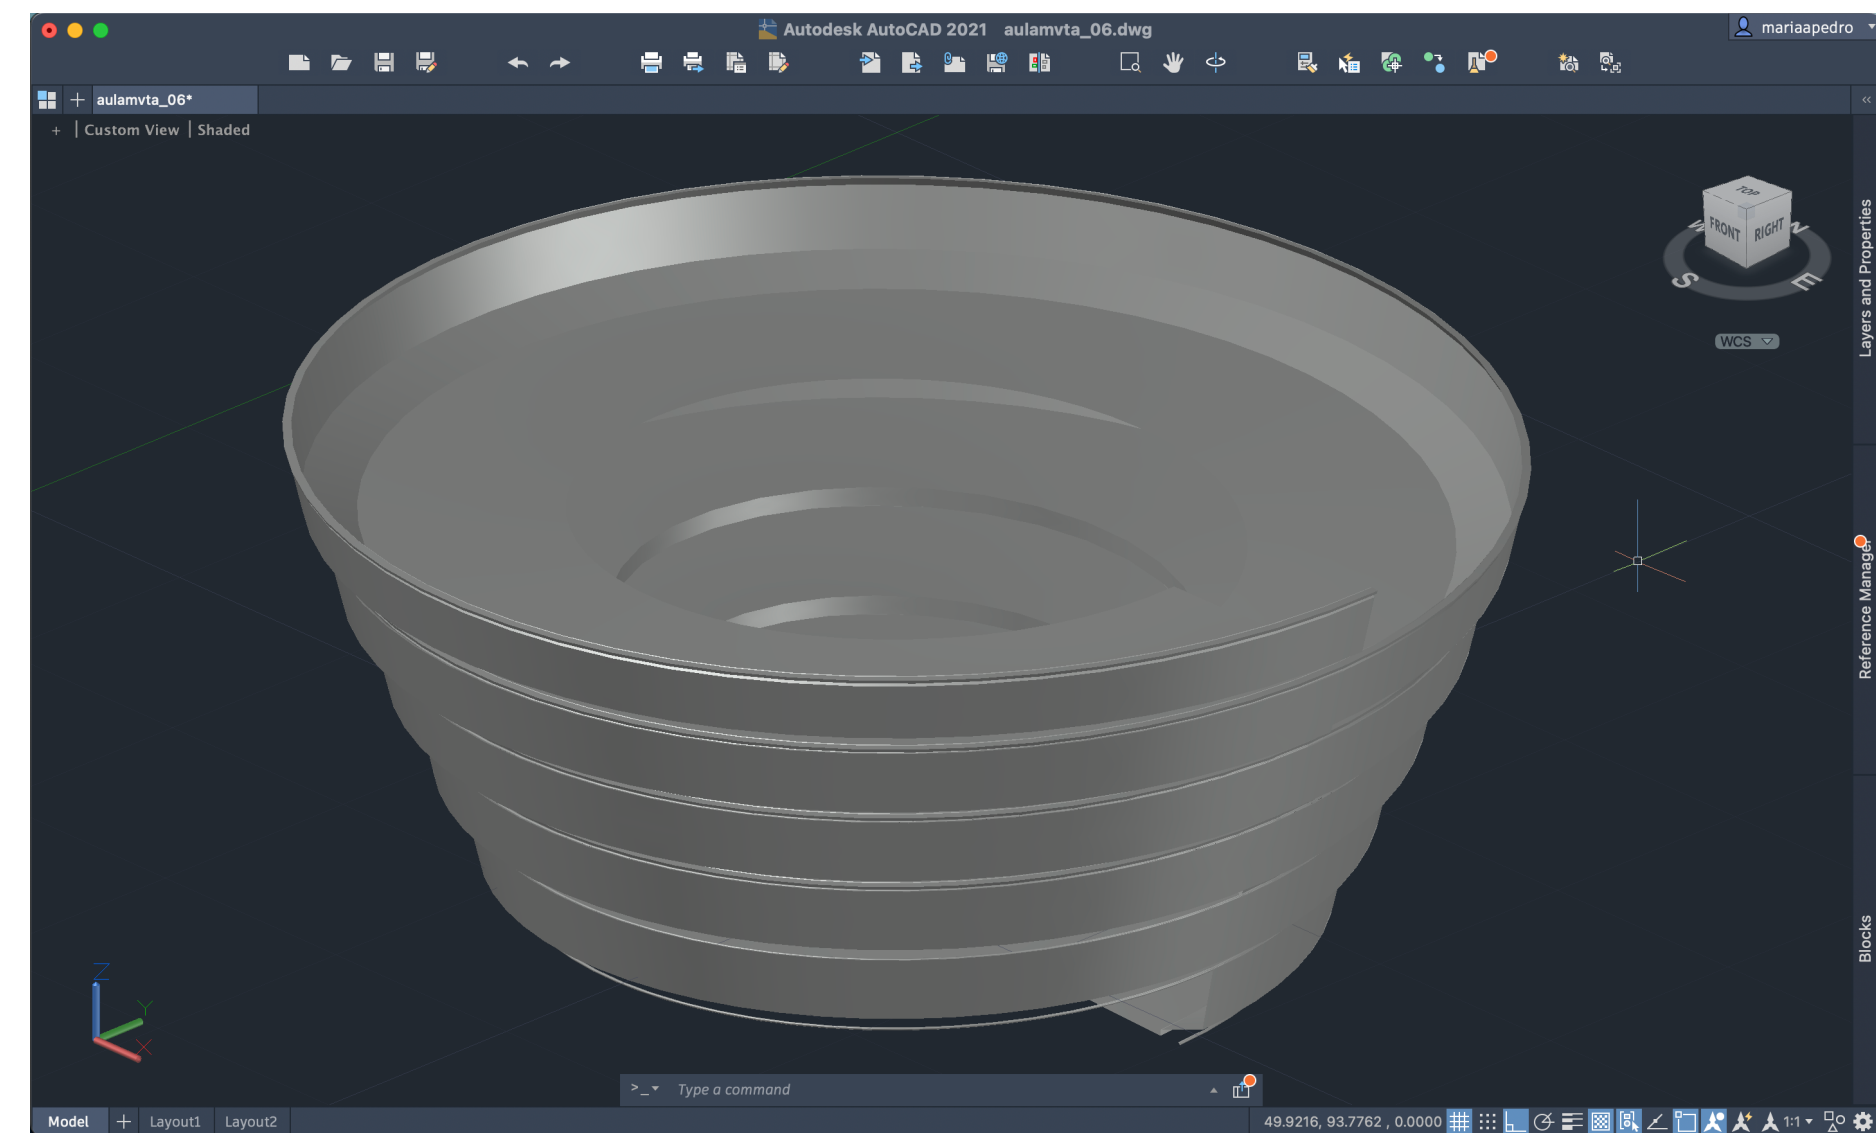 Autodesk AutoCAD 2021 aulamvta_06.dwg
mariaapedro
aulamvta_06*
+ | Custom View | Shaded
TOP
FRONT RIGHT
S E
WCS
Layers and Properties
Reference Manager
Blocks
Z
Y
X
>_ Type a command
Model + Layout1 Layout2
49.9216, 93.7762 , 0.0000
1:1